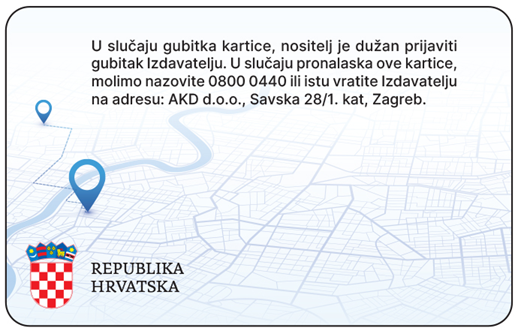 U slučaju gubitka kartice, nositelj je dužan prijaviti
gubitak Izdavatelju. U slučaju pronalaska ove kartice,
molimo nazovite 0800 0440 ili istu vratite Izdavatelju
na adresu: AKD d.o.o., Savska 28/1. kat, Zagreb.
REPUBLIKA
HRVATSKA